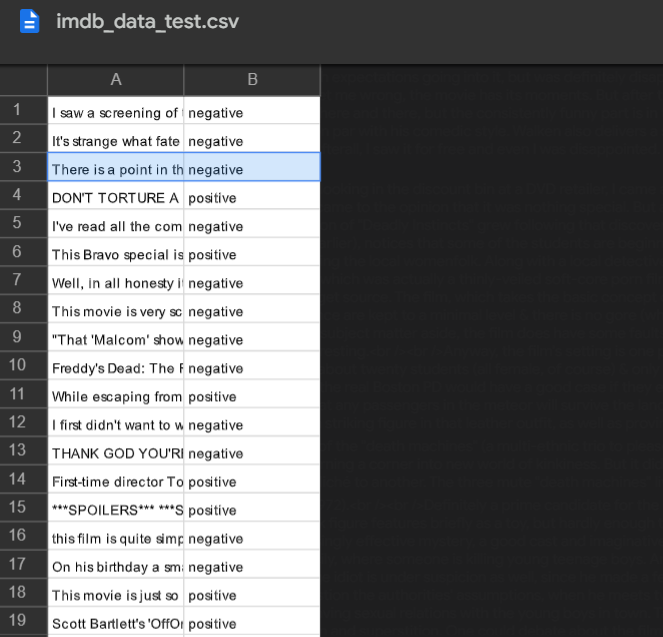 imdb_data_test.csv
A B
1 I saw a screening of negative
2 It's strange what fate negative
3 There is a point in th negative
4 DON'T TORTURE A positive
5 I've read all the com negative
6 This Bravo special is positive
7 Well, in all honesty i negative
8 This movie is very sc negative
9 "That 'Malcom' show negative
10 Freddy's Dead: The F negative
11 While escaping from positive
12 I first didn't want to w negative
13 THANK GOD YOU'RE negative
14 First-time director To positive
15 ***SPOILERS*** ***S positive
16 this film is quite simp negative
17 On his birthday a sma negative
18 This movie is just so positive
19 Scott Bartlett's 'OffOn positive